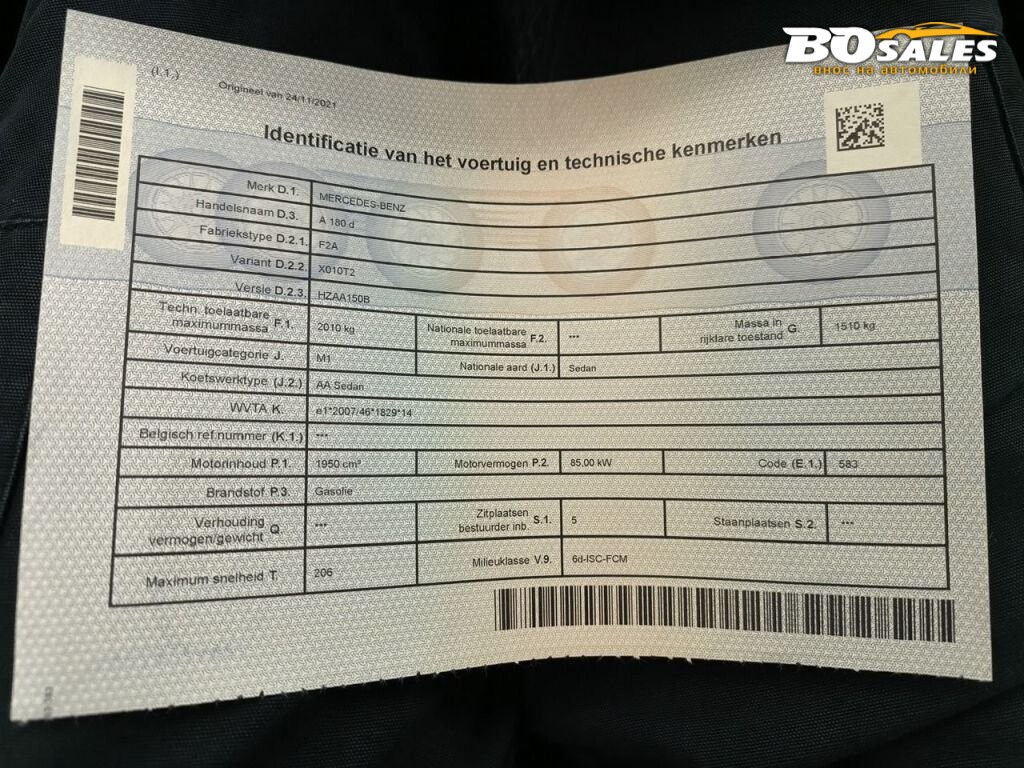 BO SALES
внос на автомобили
(I.1.)
Origineel van 24/11/2021
Identificatie van het voertuig en technische kenmerken
Merk D.1. MERCEDES-BENZ
Handelsnaam D.3. A 180 d
Fabriekstype D.2.1. F2A
Variant D.2.2. X010T2
Versie D.2.3. HZAA150B
Techn. toelaatbare maximummassa F.1. 2010 kg Nationale toelaatbare maximummassa F.2. --- Massa in rijklare toestand G. 1510 kg
Voertuigcategorie J. M1 Nationale aard (J.1.) Sedan
Koetswerktype (J.2.) AA Sedan
WVTA K. e1*2007/46*1829*14
Belgisch ref.nummer (K.1.) ---
Motorinhoud P.1. 1950 cm³ Motorvermogen P.2. 85.00 kW Code (E.1.) 583
Brandstof P.3. Gasolie
Verhouding vermogen/gewicht Q. --- Zitplaatsen bestuurder inb. S.1. 5 Staanplaatsen S.2. ---
Maximum snelheid T. 206 Milieuklasse V.9. 6d-ISC-FCM